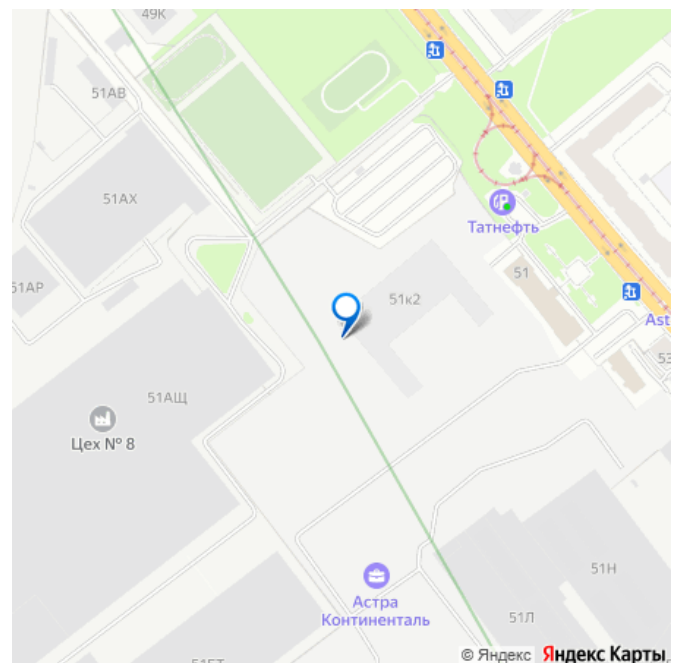 49К
51АВ
51АХ
Татнефть
51АР
51к2
51
Ast
53
51АЩ
Цех № 8
51Н
Астра
Континенталь
51Л
© Яндекс Яндекс Карты